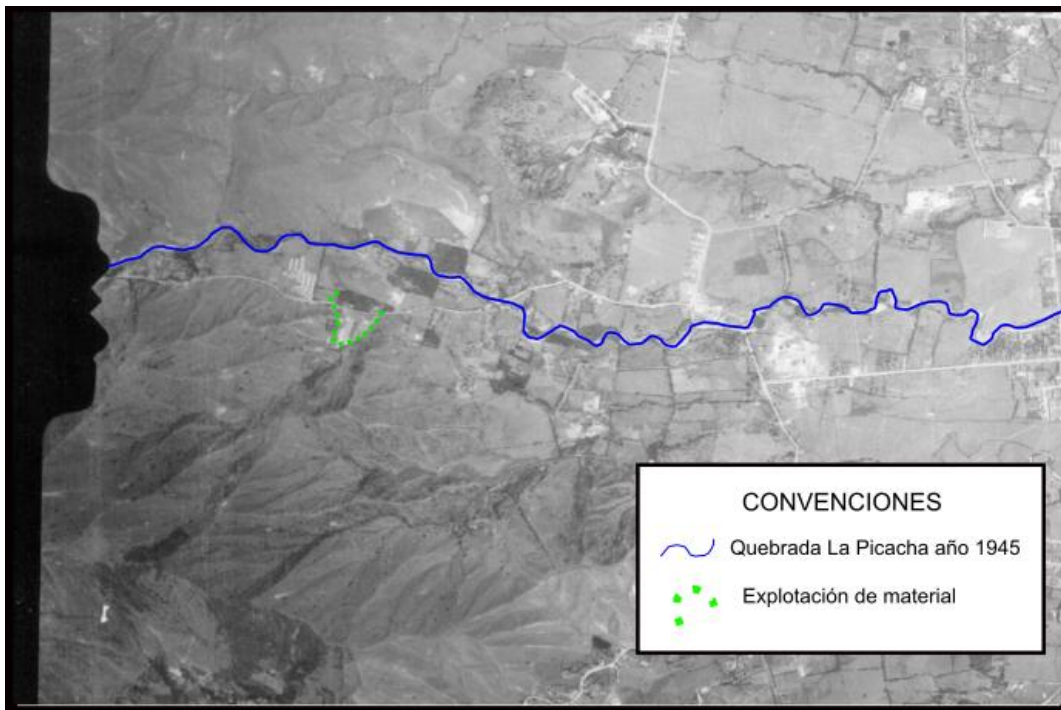 CONVENCIONES
Quebrada La Picacha año 1945
Explotación de material